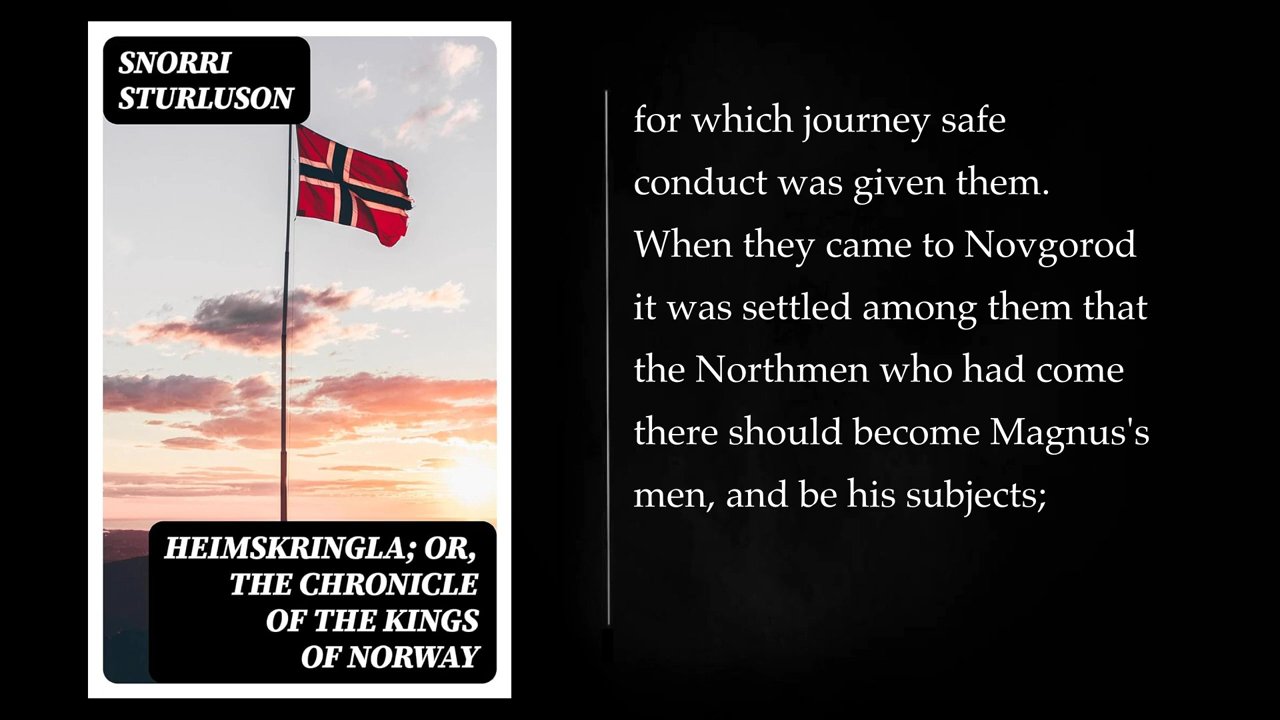 SNORRI
STURLUSON
HEIMSKRINGLA; OR,
THE CHRONICLE
OF THE KINGS
OF NORWAY
for which journey safe
conduct was given them.
When they came to Novgorod
it was settled among them that
the Northmen who had come
there should become Magnus's
men, and be his subjects;